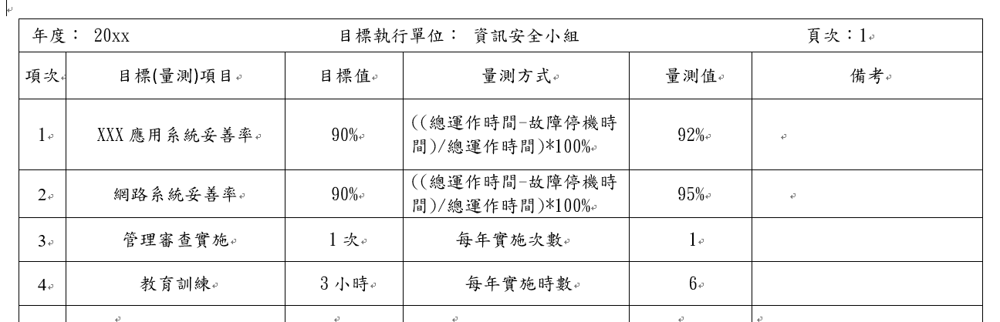 年度： 20xx 目標執行單位： 資訊安全小組 頁次：1
項次 目標(量測)項目 目標值 量測方式 量測值 備考
1 XXX 應用系統妥善率 90% ((總運作時間-故障停機時
間)/總運作時間)*100% 92%
2 網路系統妥善率 90% ((總運作時間-故障停機時
間)/總運作時間)*100% 95%
3 管理審查實施 1 次 每年實施次數 1
4 教育訓練 3 小時 每年實施時數 6